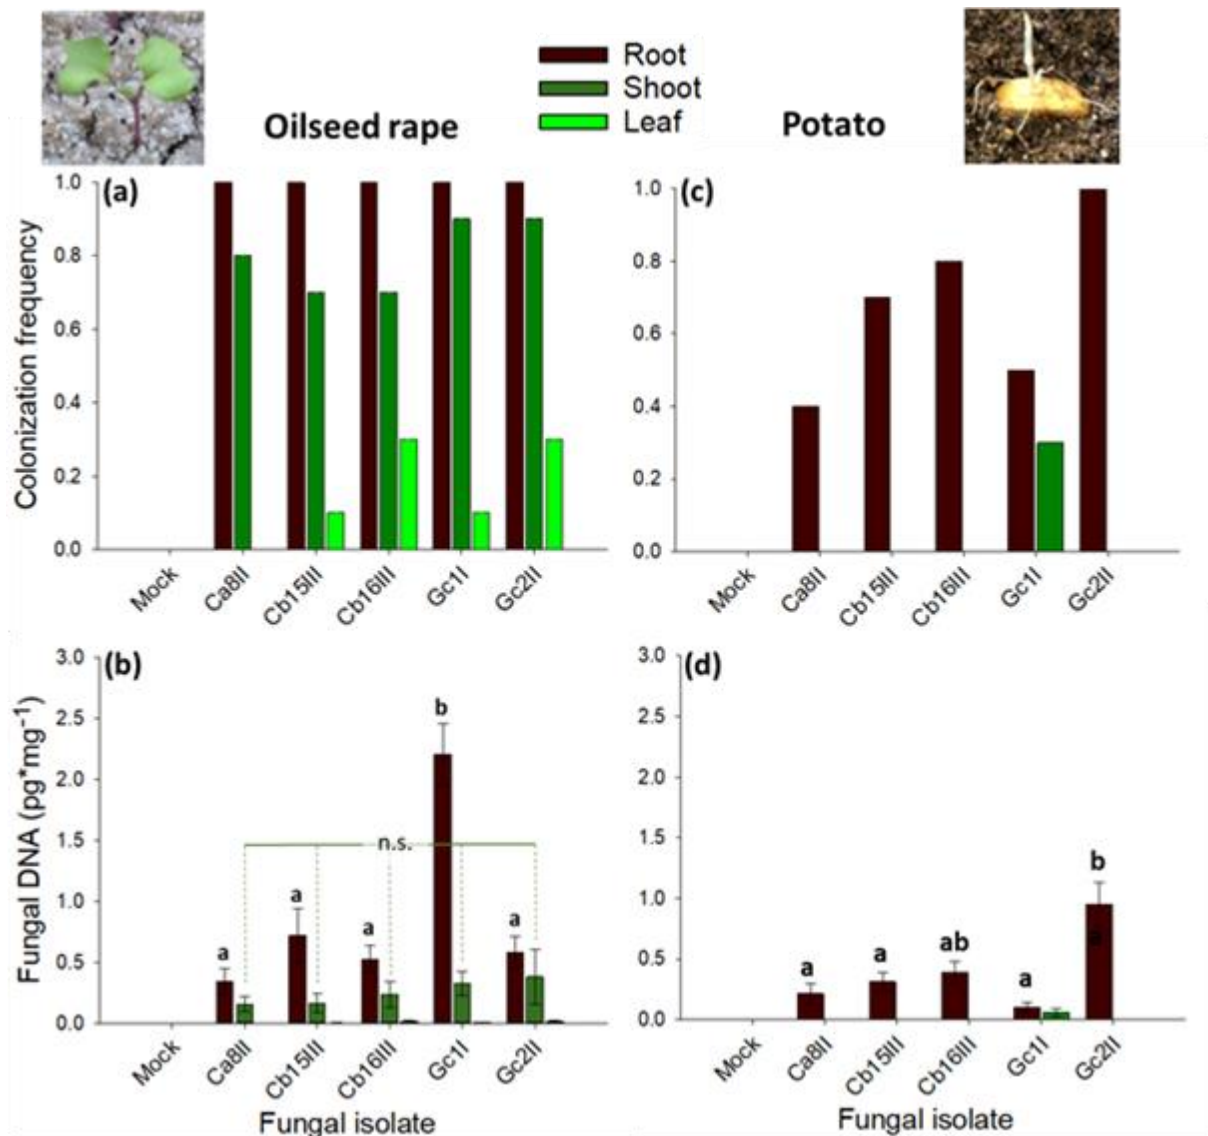 Root
Shoot
Leaf
Oilseed rape
Potato
(a)
1.0
0.8
0.6
0.4
0.2
0.0
Colonization frequency
Mock
Ca8II
Cb15III
Cb16III
Gc1I
Gc2II
(c)
1.0
0.8
0.6
0.4
0.2
0.0
Mock
Ca8II
Cb15III
Cb16III
Gc1I
Gc2II
(b)
3.0
2.5
2.0
1.5
1.0
0.5
0.0
Fungal DNA (pg*mg⁻¹)
b
n.s.
a
a
a
a
Mock
Ca8II
Cb15III
Cb16III
Gc1I
Gc2II
Fungal isolate
(d)
3.0
2.5
2.0
1.5
1.0
0.5
0.0
a
a
ab
a
b
a
Mock
Ca8II
Cb15III
Cb16III
Gc1I
Gc2II
Fungal isolate